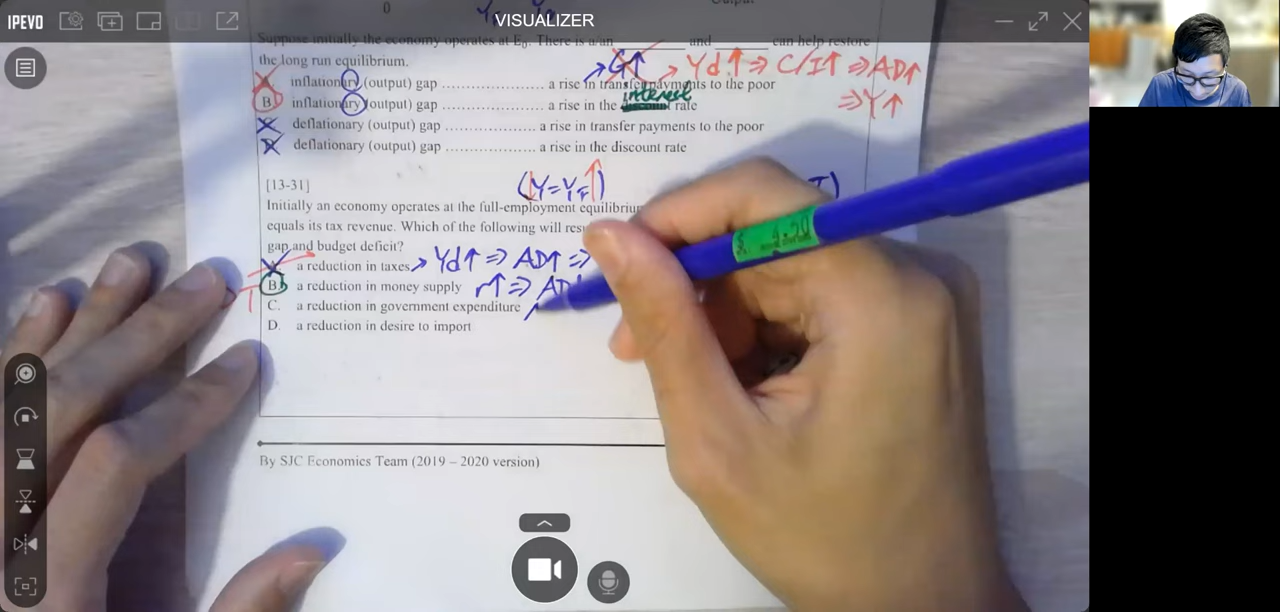 IPEVO
VISUALIZER
0
Suppose initially the economy operates at E0. There is a/an ____________ and ________ can help restore
the long run equilibrium.
G↑ Yd↑ ⇒ C/I↑ ⇒ AD↑
inflationary (output) gap ...................... a rise in transfer payments to the poor
⇒ Y↑
interest
B inflationary (output) gap ...................... a rise in the rate
deflationary (output) gap ................... a rise in transfer payments to the poor
D. deflationary (output) gap ................... a rise in the discount rate
[13-31]
(Y=YF)
Initially an economy operates at the full-employment
equals its tax revenue. Which of the following will
gap and budget deficit?
A. a reduction in taxes → Yd↑ ⇒ AD↑ ⇒
B. a reduction in money supply r↑ ⇒ AD
C. a reduction in government expenditure
D. a reduction in desire to import
By SJC Economics Team (2019 – 2020 version)
$ 4.50